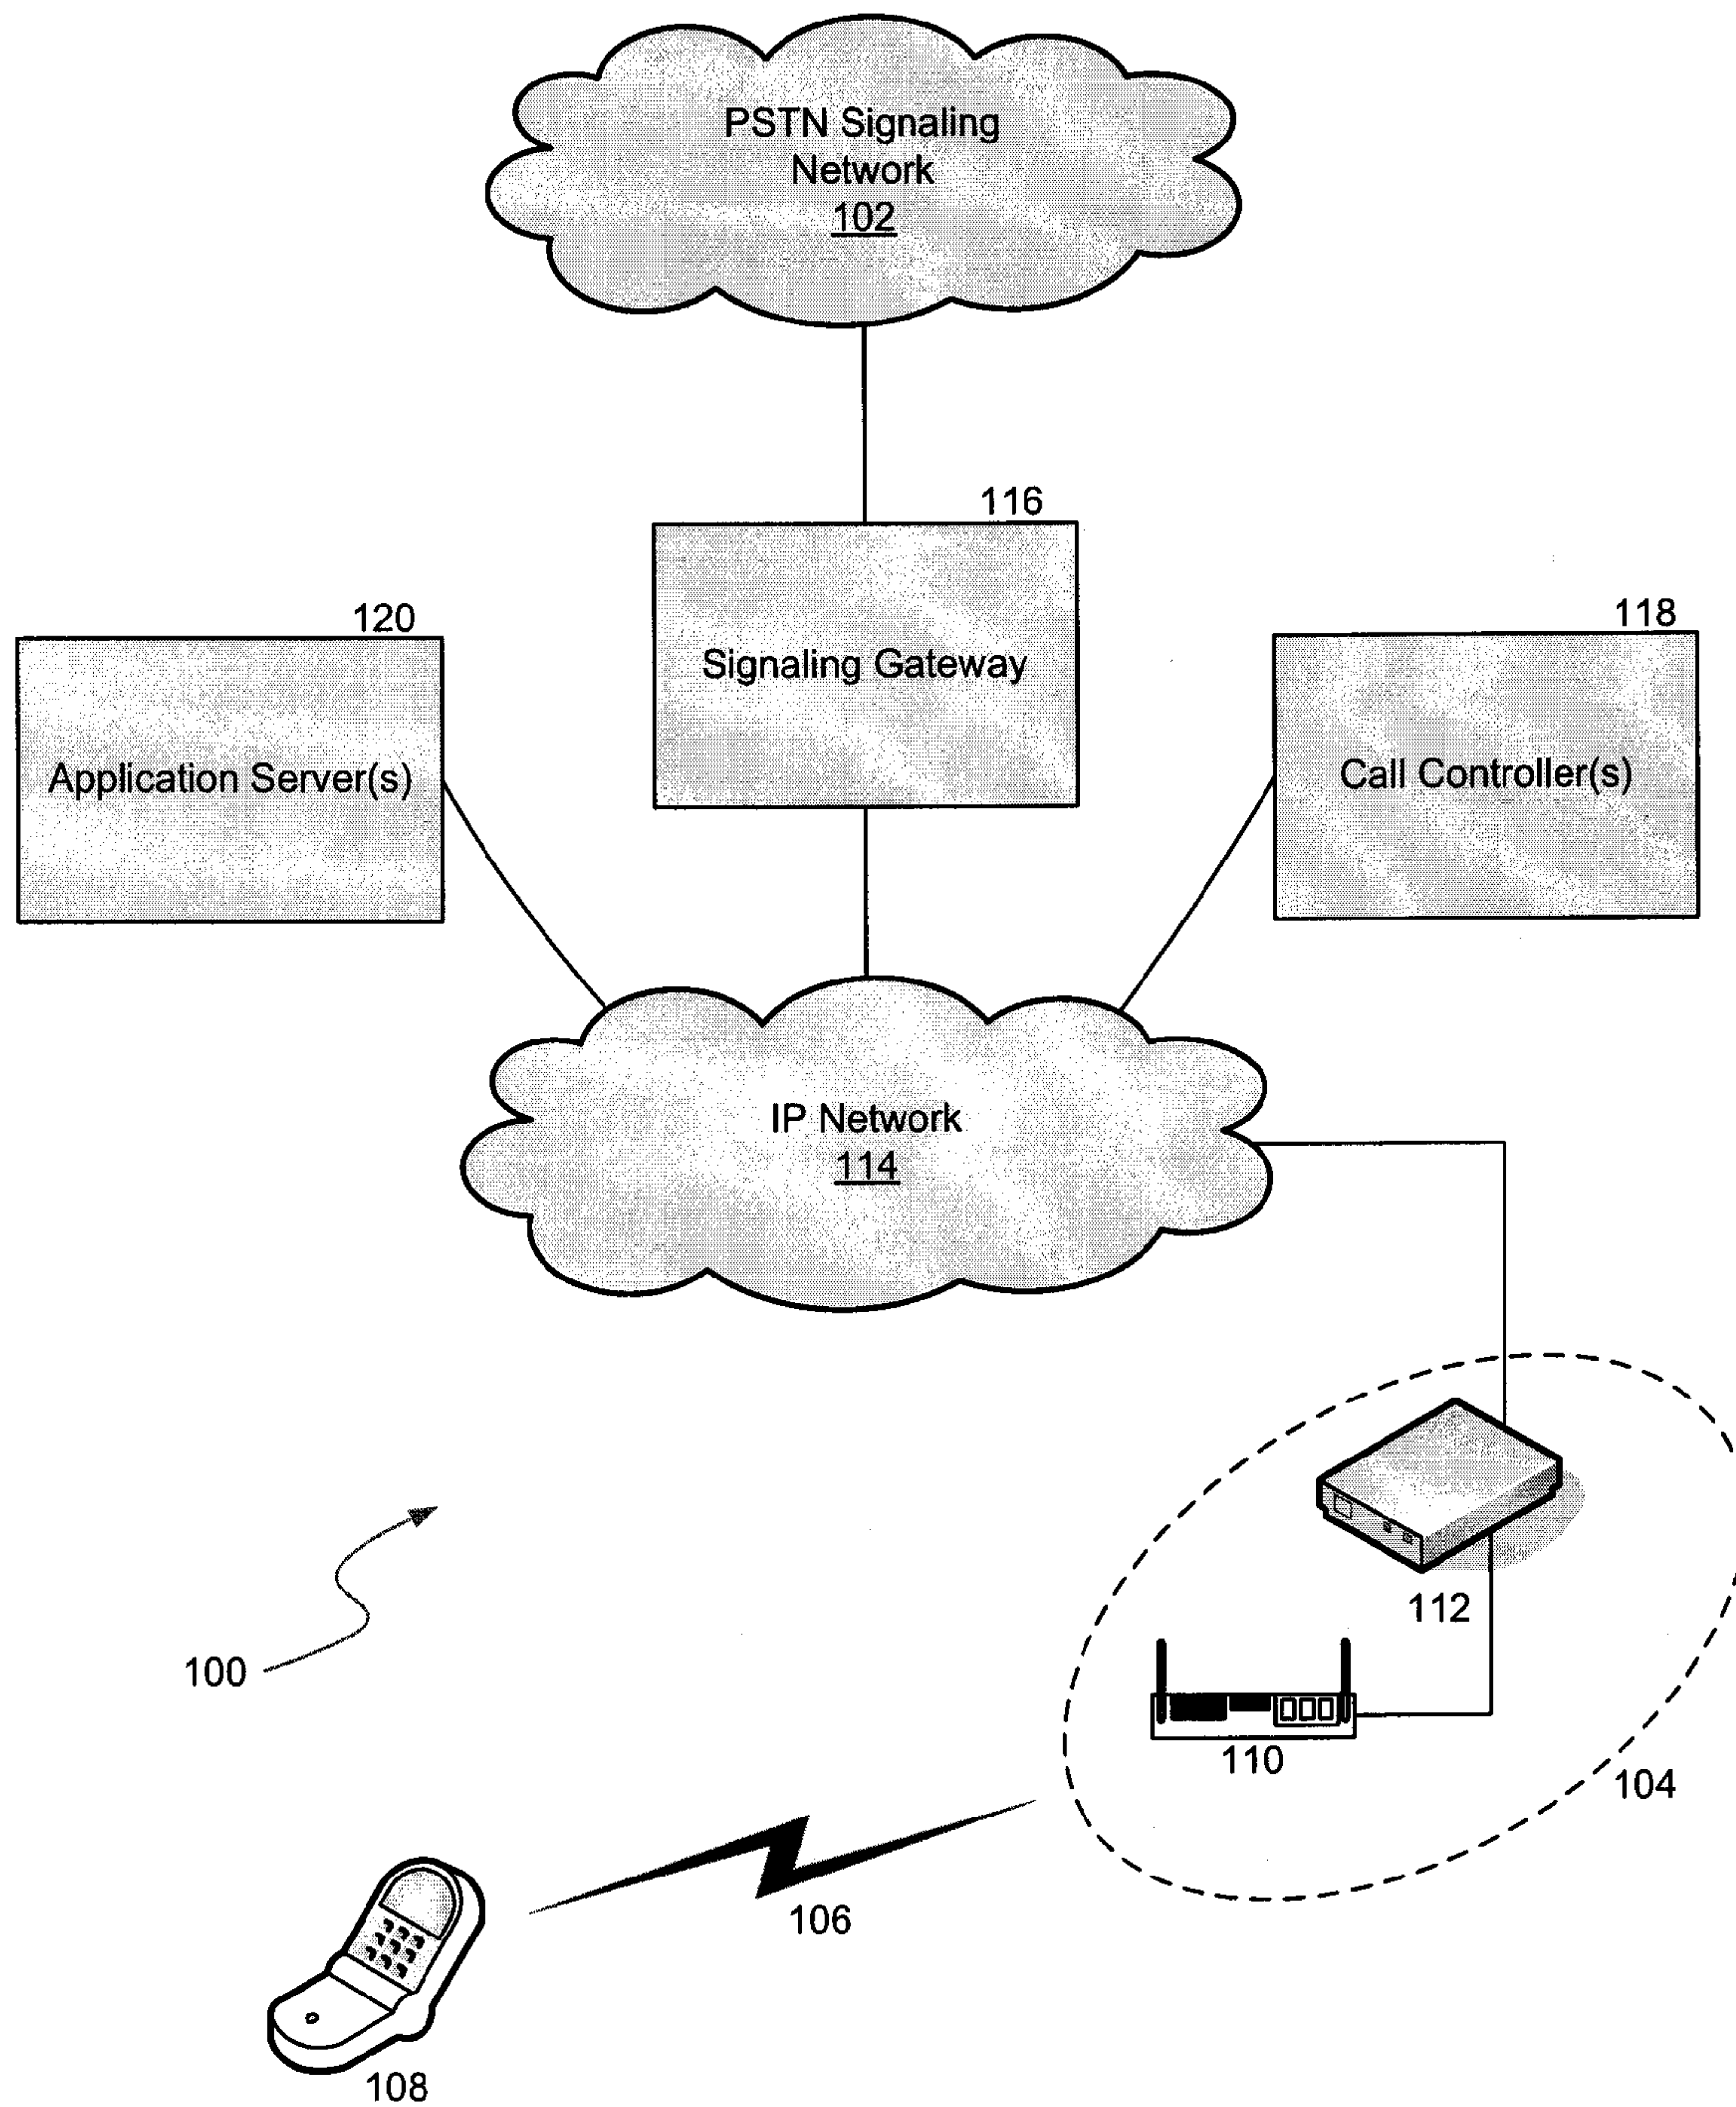 PSTN Signaling
Network
102
116
Signaling Gateway
120
Application Server(s)
118
Call Controller(s)
IP Network
114
112
100
110
104
106
108